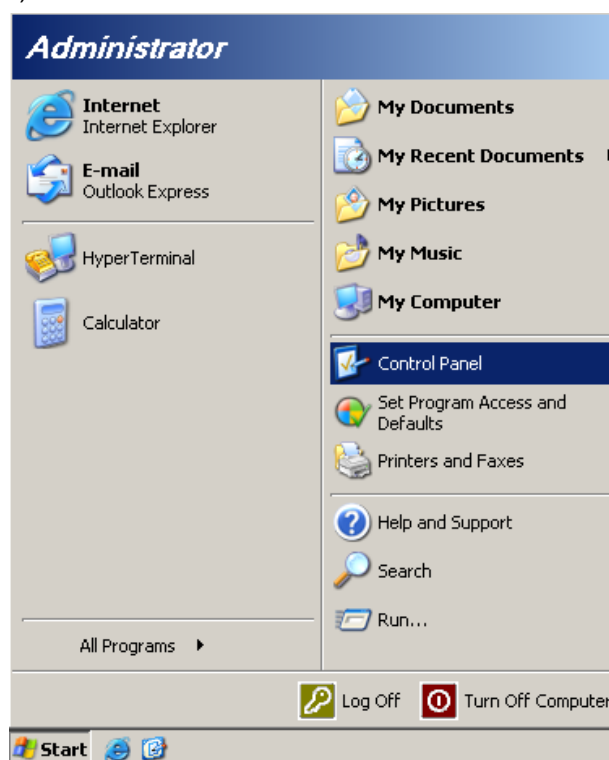 Administrator
Internet
Internet Explorer
E-mail
Outlook Express
HyperTerminal
Calculator
All Programs
My Documents
My Recent Documents
My Pictures
My Music
My Computer
Control Panel
Set Program Access and
Defaults
Printers and Faxes
Help and Support
Search
Run...
Log Off
Turn Off Computer
Start